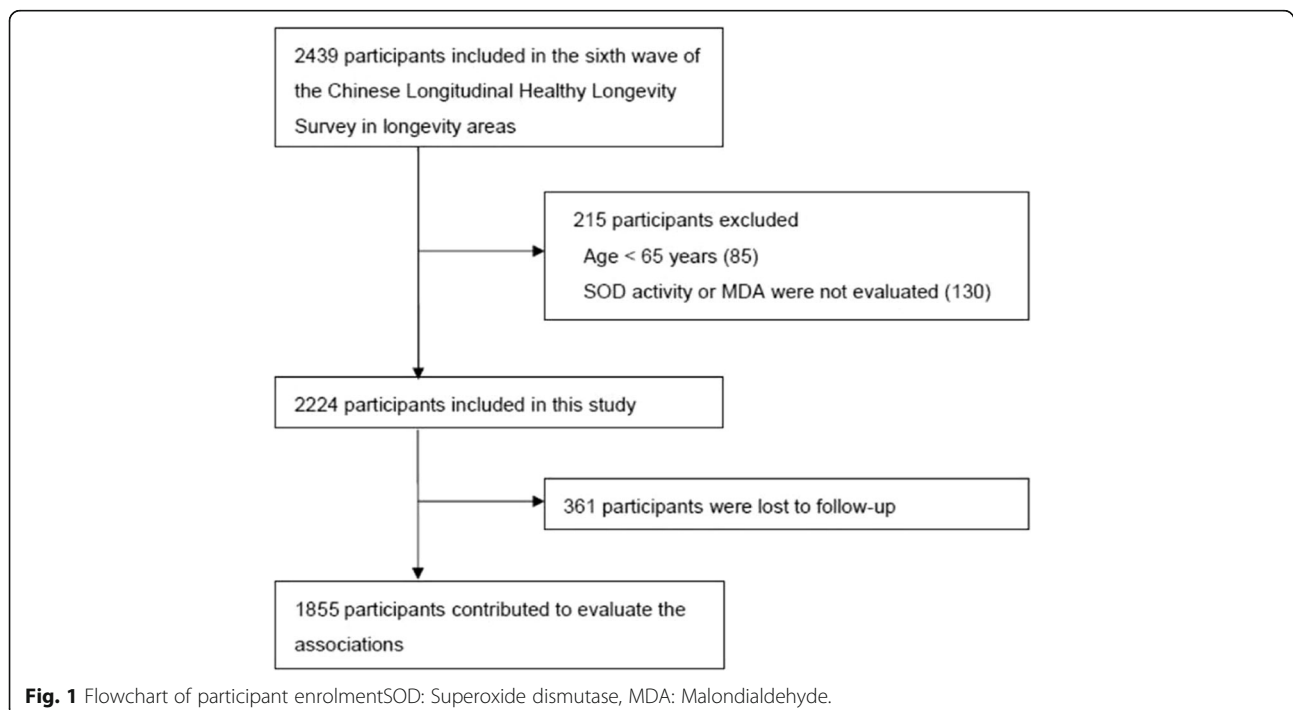 2439 participants included in the sixth wave of
the Chinese Longitudinal Healthy Longevity
Survey in longevity areas
215 participants excluded
Age < 65 years (85)
SOD activity or MDA were not evaluated (130)
2224 participants included in this study
361 participants were lost to follow-up
1855 participants contributed to evaluate the
associations
Fig. 1 Flowchart of participant enrolmentSOD: Superoxide dismutase, MDA: Malondialdehyde.